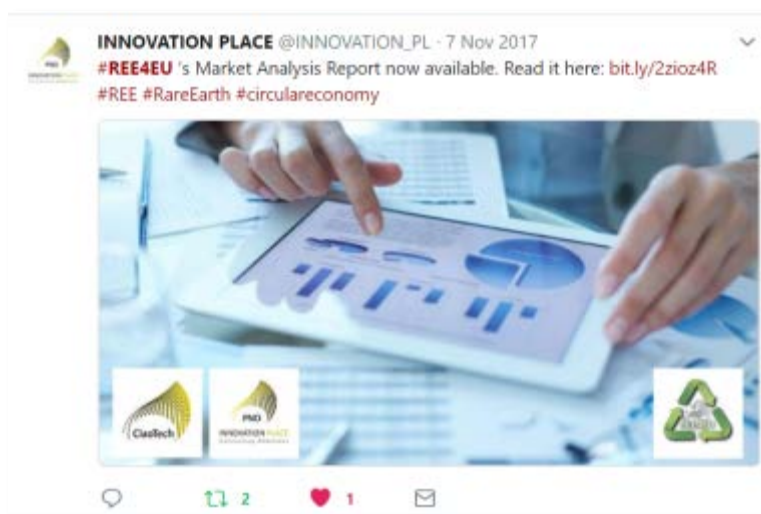 INNOVATION PLACE @INNOVATION_PL · 7 Nov 2017
#REE4EU 's Market Analysis Report now available. Read it here: bit.ly/2zioz4R
#REE #RareEarth #circulareconomy
CiaoTech
PNO
INNOVATION PLACE
2
1